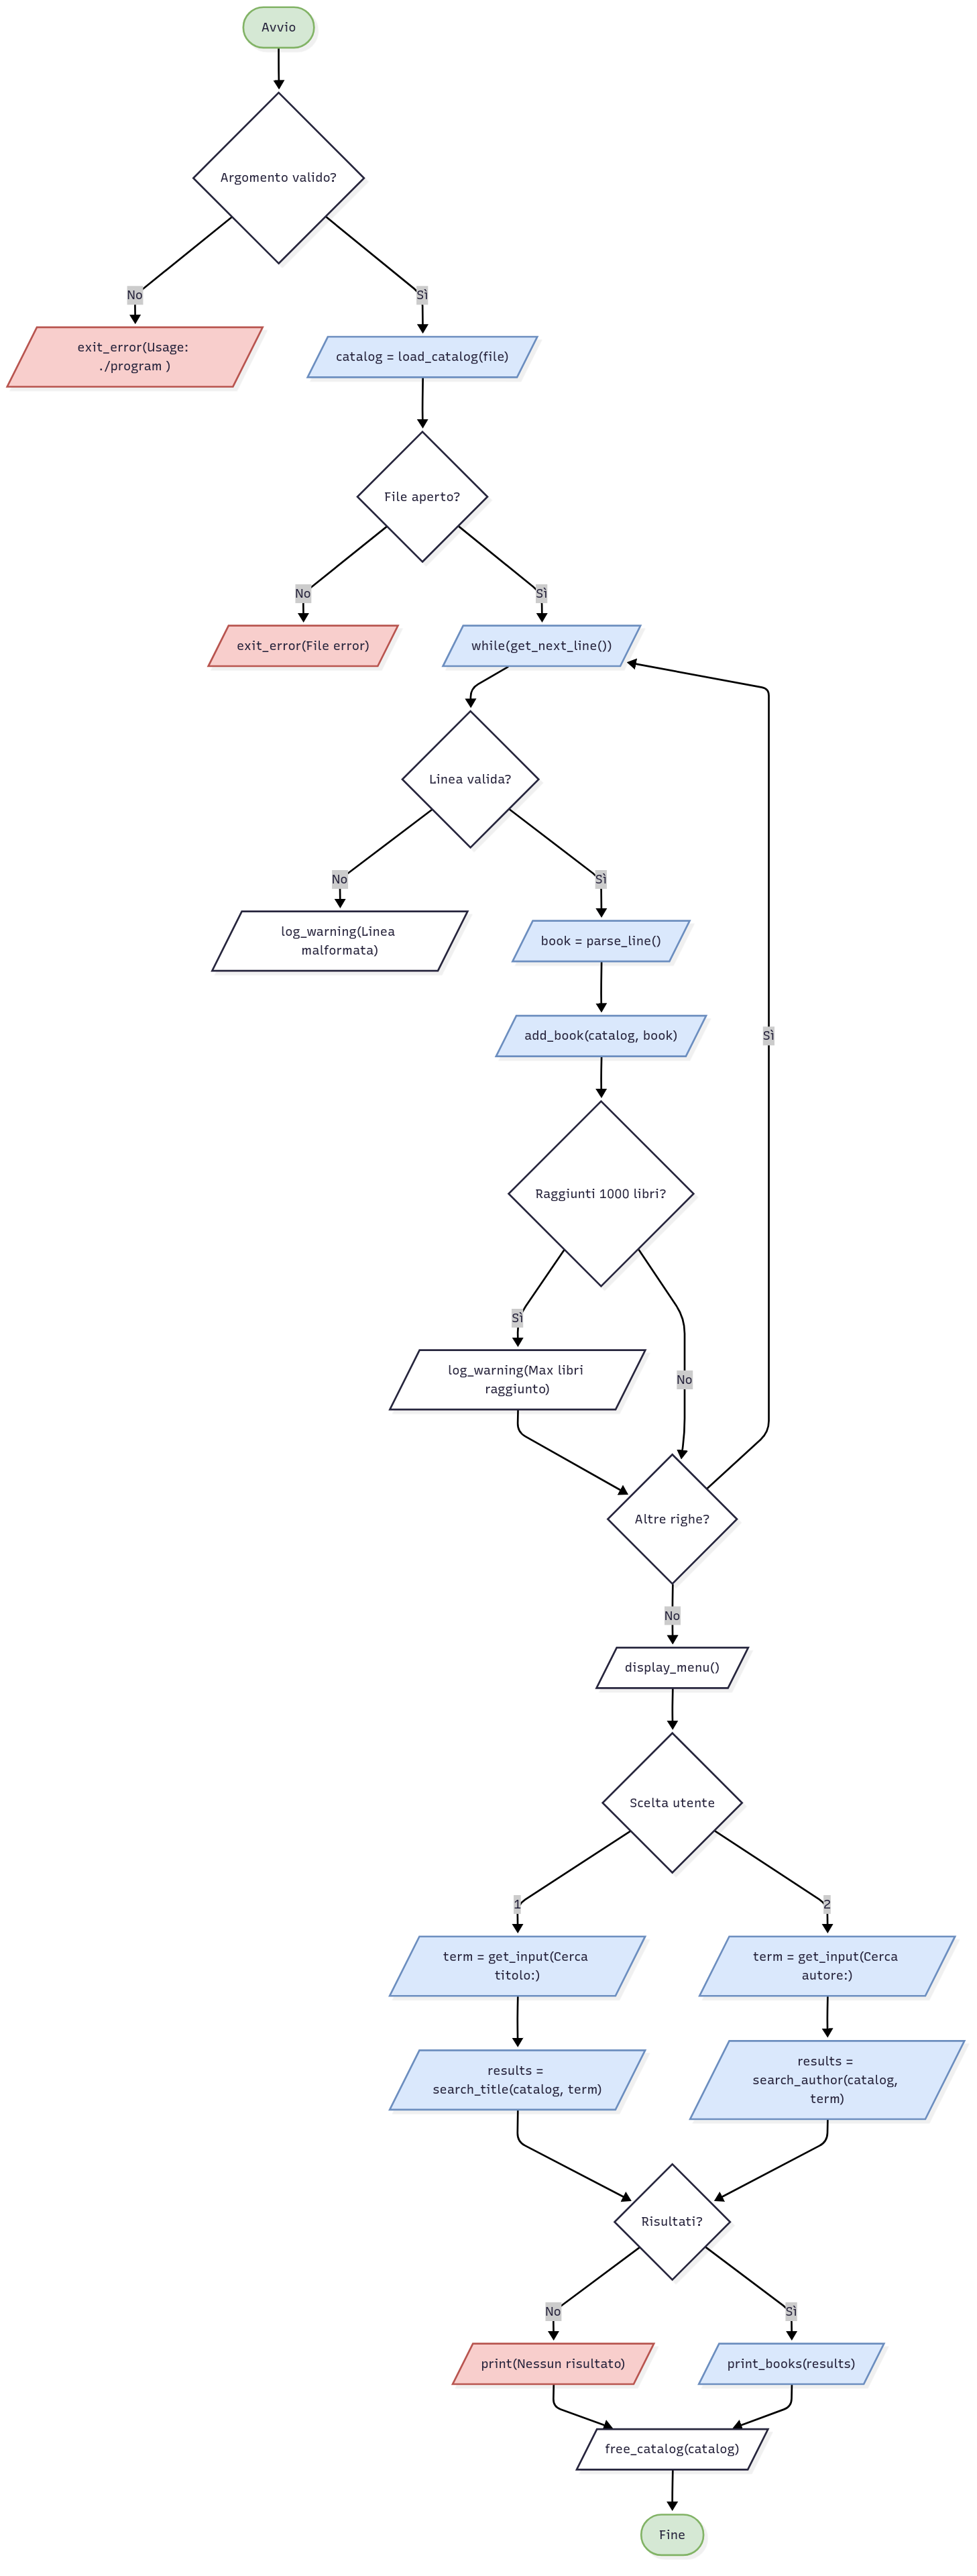 Avvio
Argomento valido?
No
Sì
exit_error(Usage:
./program )
catalog = load_catalog(file)
File aperto?
No
Sì
exit_error(File error)
while(get_next_line())
Linea valida?
No
Sì
log_warning(Linea
malformata)
book = parse_line()
add_book(catalog, book)
Sì
Raggiunti 1000 libri?
Sì
log_warning(Max libri
raggiunto)
No
Altre righe?
No
display_menu()
Scelta utente
1
2
term = get_input(Cerca
titolo:)
term = get_input(Cerca
autore:)
results =
search_title(catalog, term)
results =
search_author(catalog,
term)
Risultati?
No
Sì
print(Nessun risultato)
print_books(results)
free_catalog(catalog)
Fine